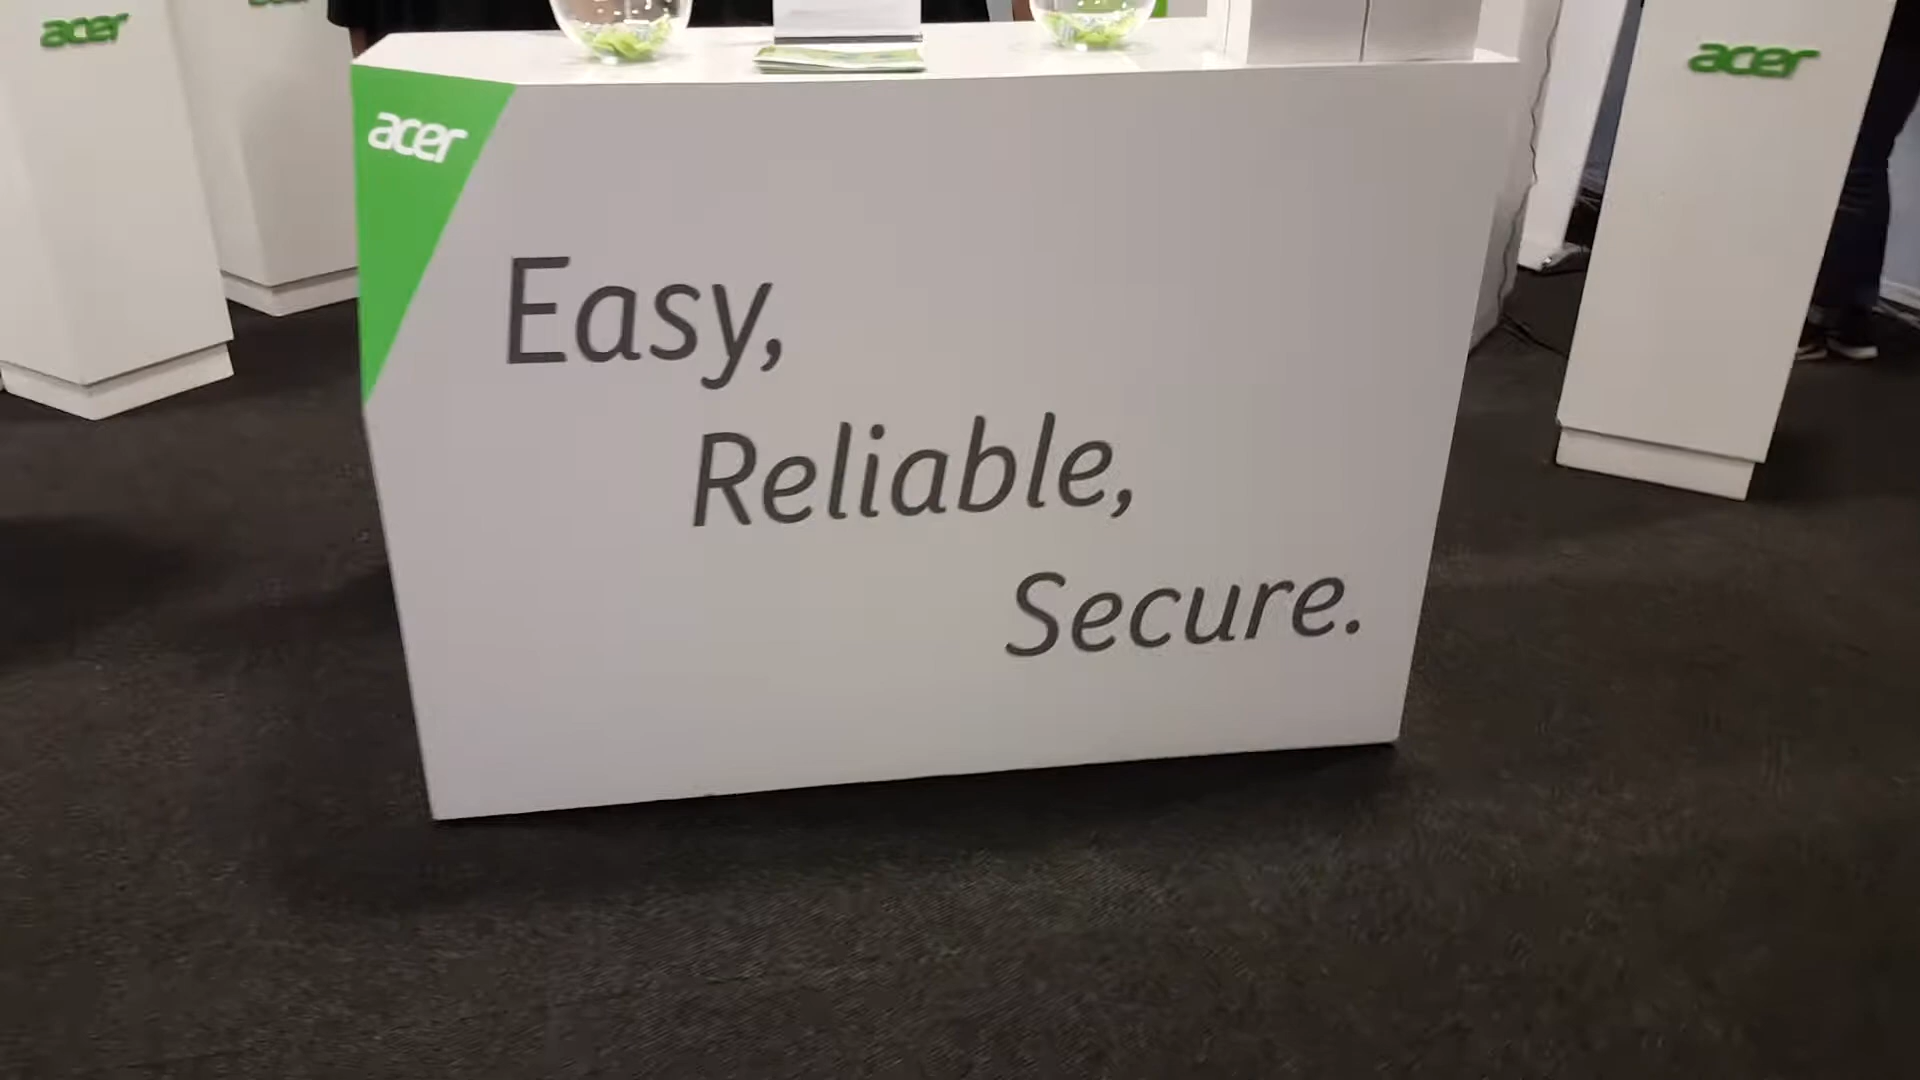 acer
acer
acer
Easy,
Reliable,
Secure.